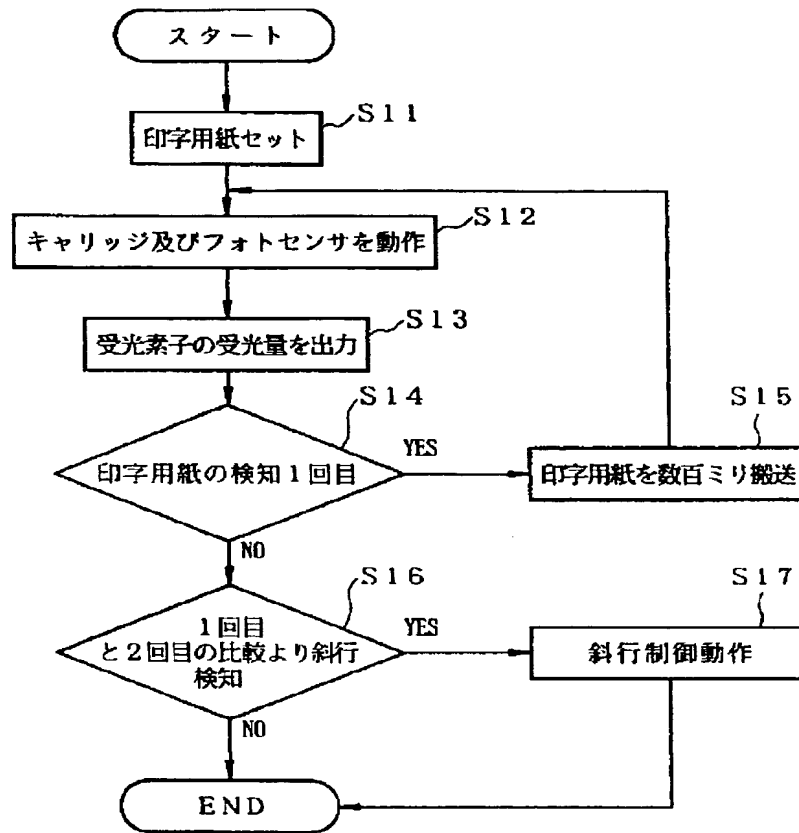 スタート
S11
印字用紙セット
S12
キャリッジ及びフォトセンサを動作
S13
受光素子の受光量を出力
S14
印字用紙の検知1回目
YES
S15
印字用紙を数百ミリ搬送
NO
S16
1回目
と2回目の比較より斜行
検知
YES
S17
斜行制御動作
NO
END